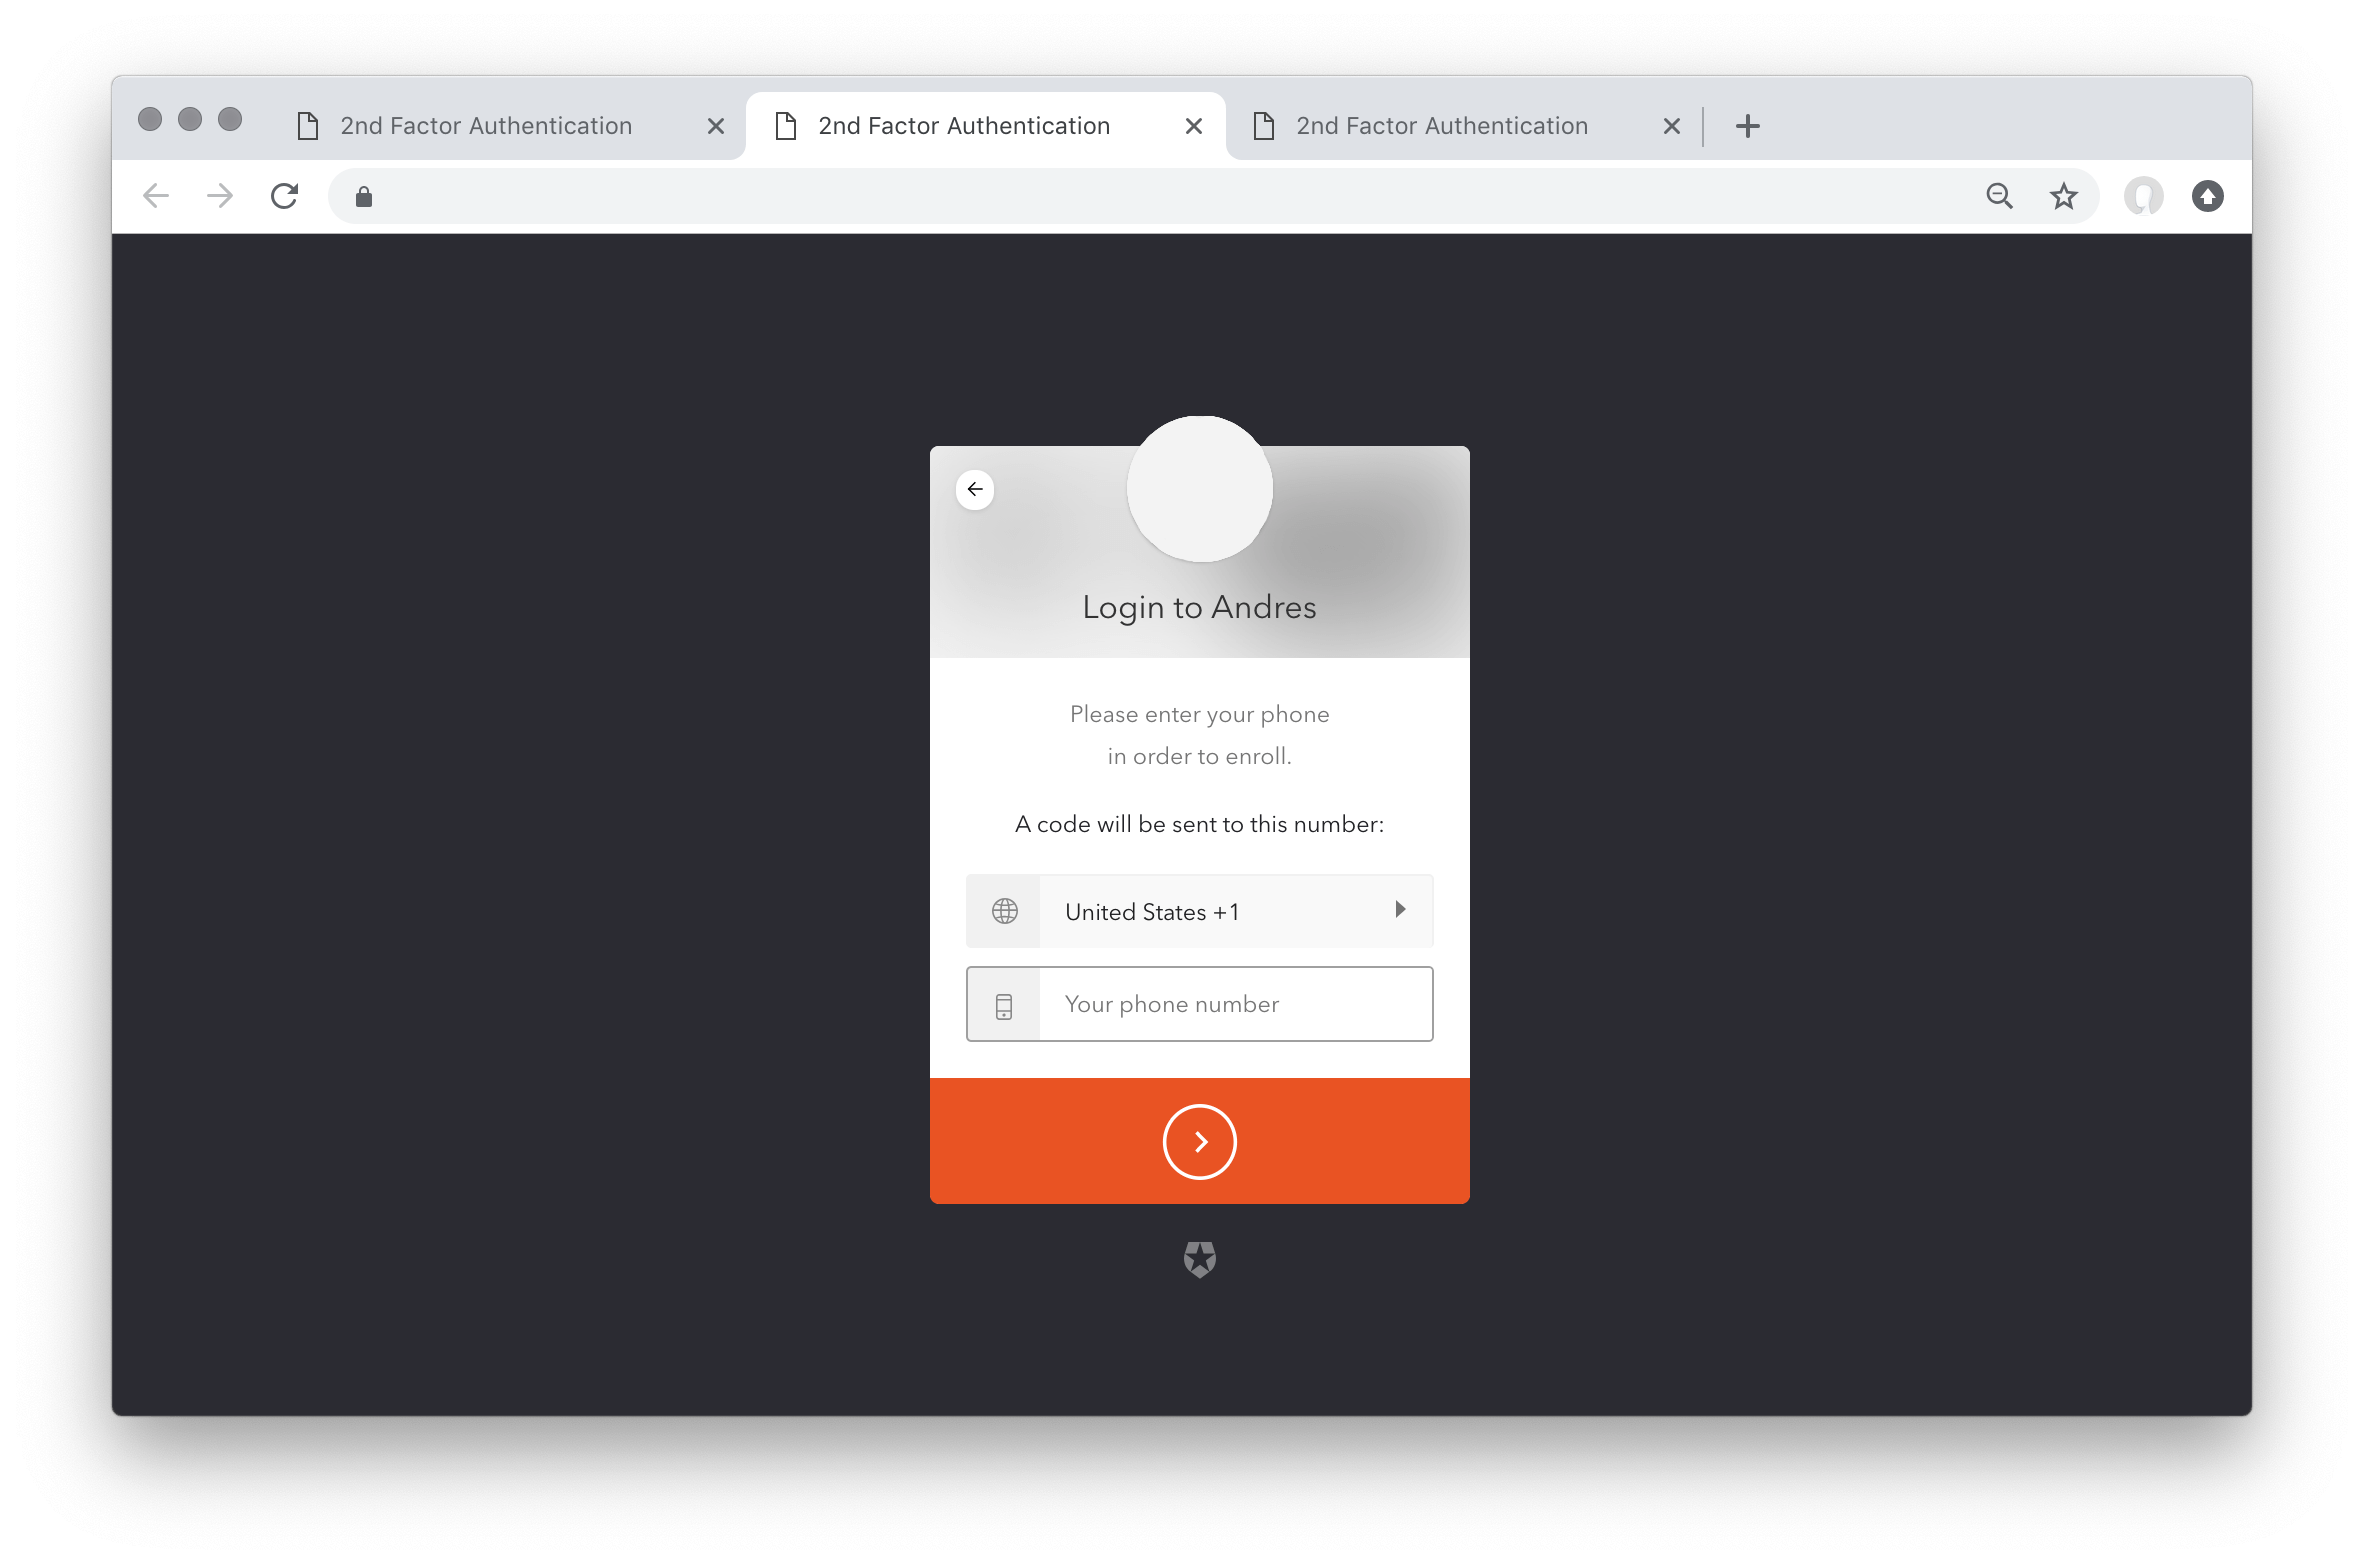 2nd Factor Authentication
2nd Factor Authentication
2nd Factor Authentication
Login to Andres
Please enter your phone
in order to enroll.
A code will be sent to this number:
United States +1
Your phone number